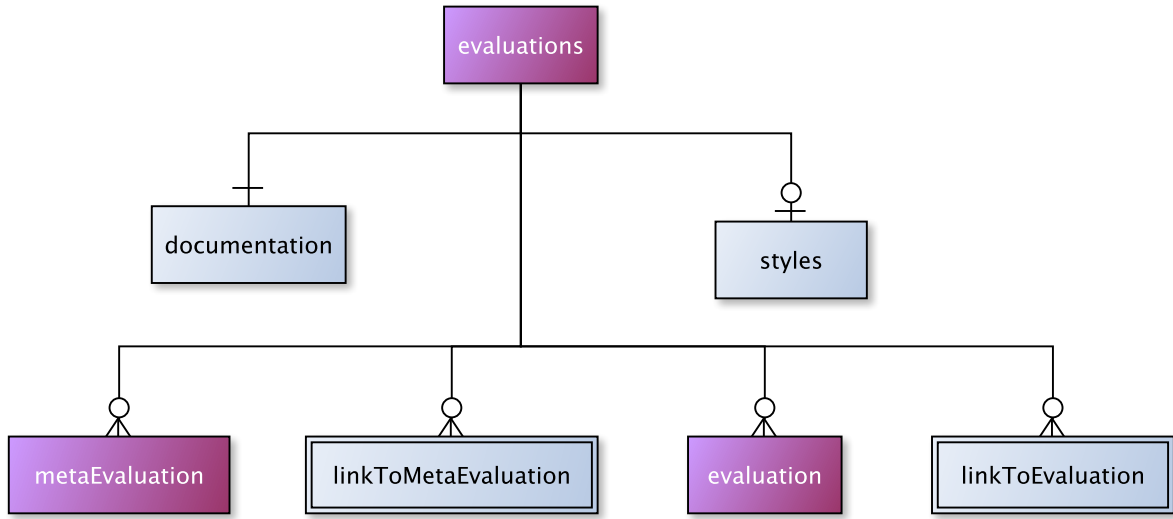 evaluations
documentation
styles
metaEvaluation
linkToMetaEvaluation
evaluation
linkToEvaluation